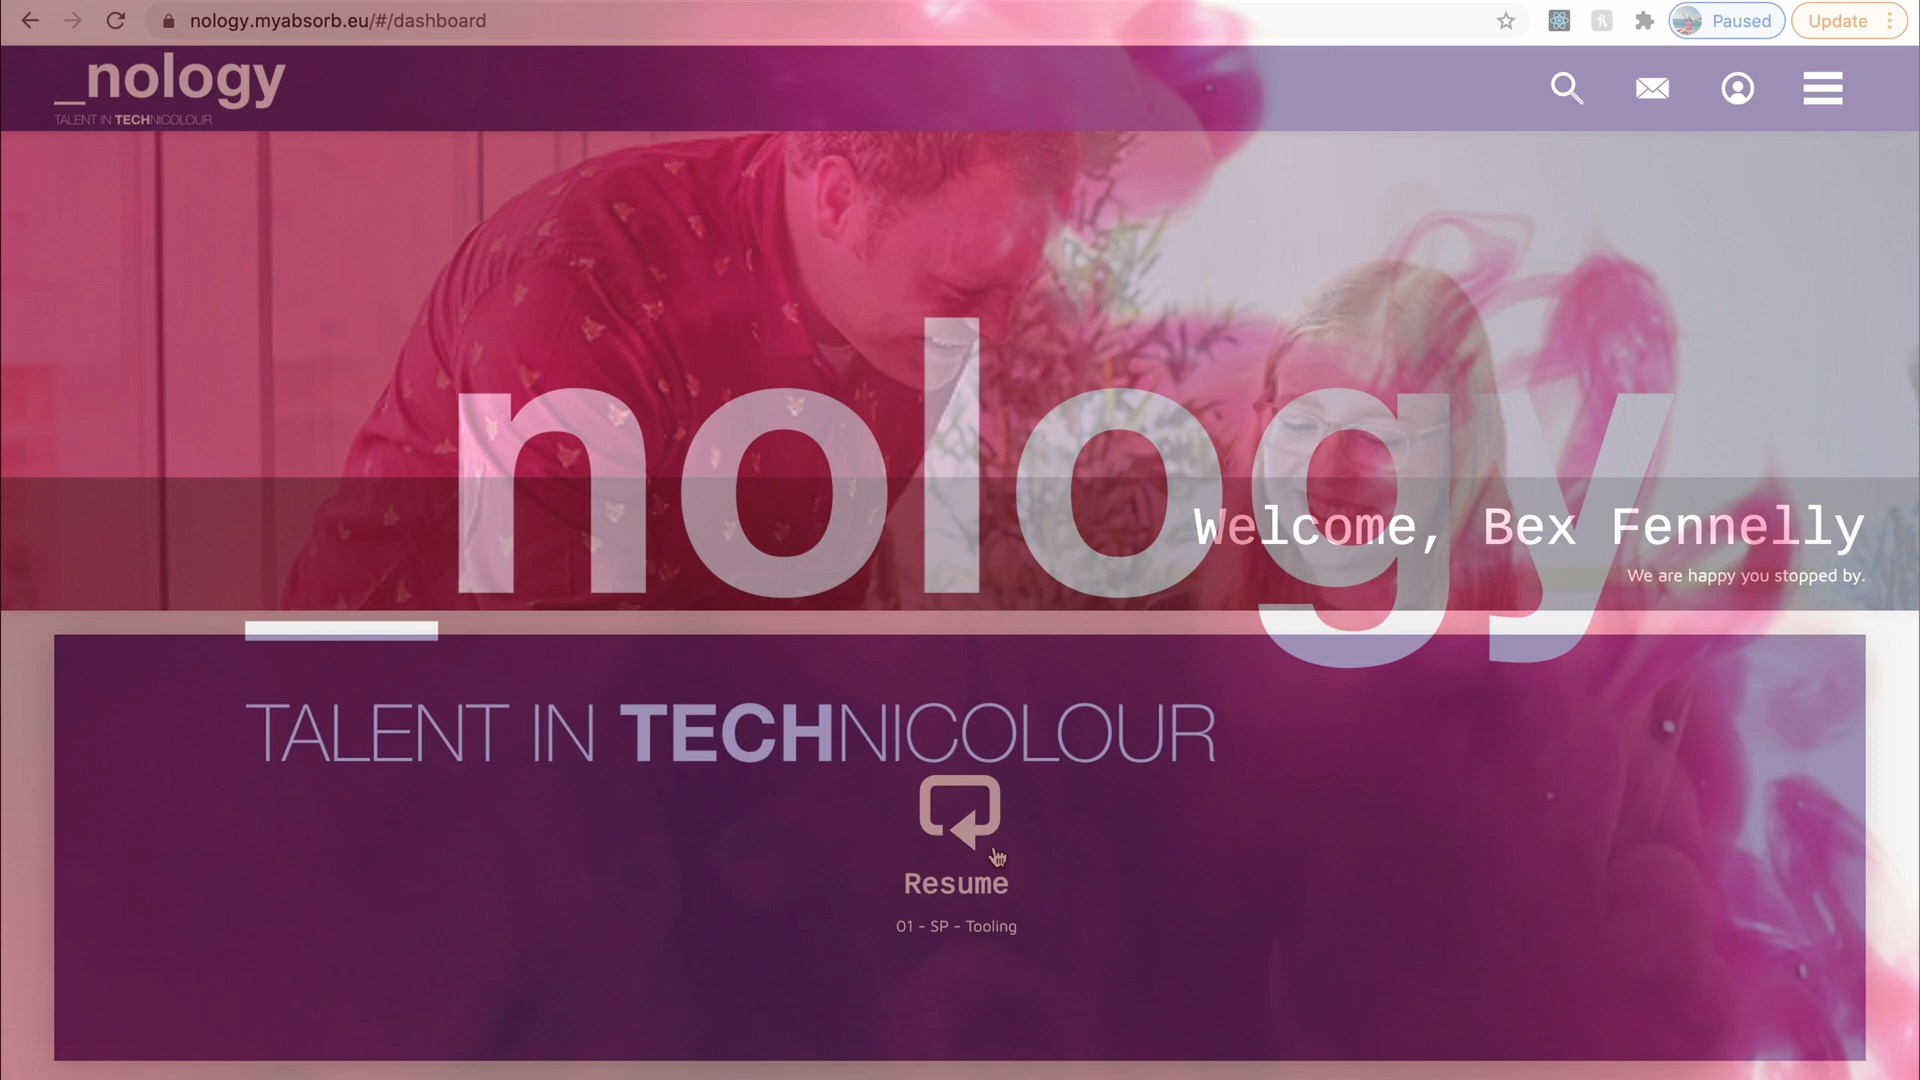 nology.myabsorb.eu/#/dashboard
Paused
Update
_nology
TALENT IN TECHNICOLOUR
_nology
Welcome, Bex Fennelly
We are happy you stopped by.
TALENT IN TECHNICOLOUR
Resume
01 - SP - Tooling